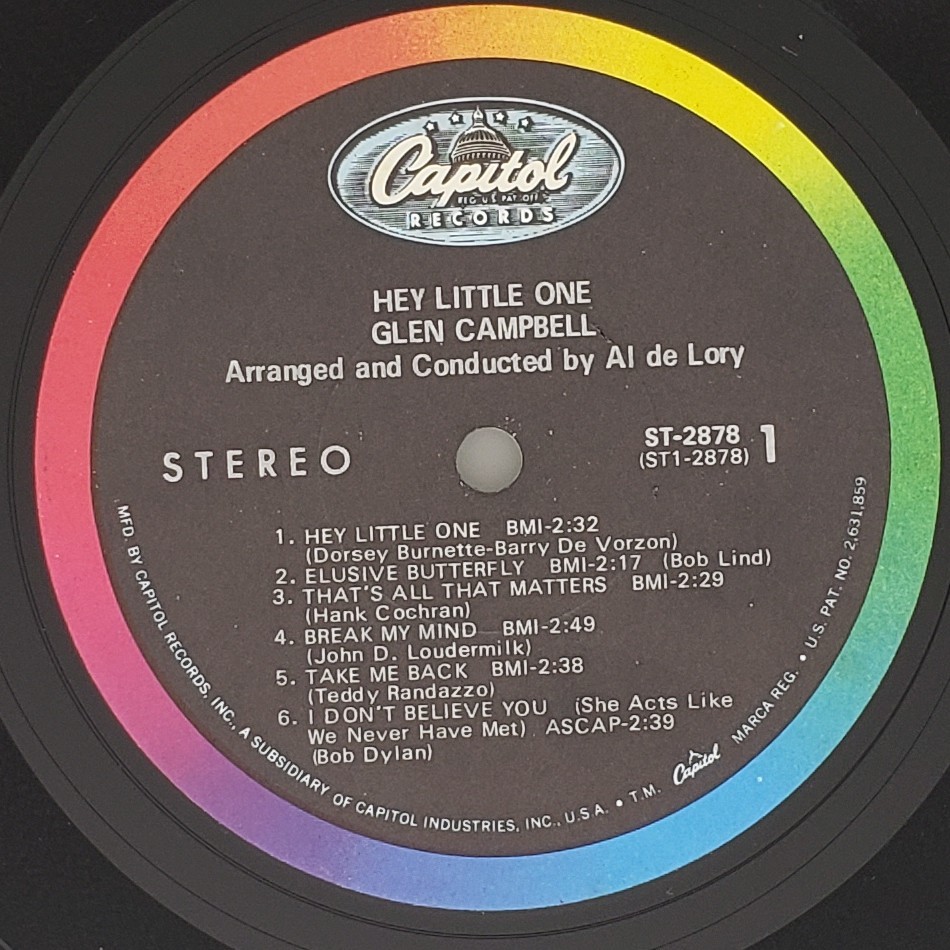 Capitol
REG. U.S. PAT. OFF.
RECORDS
HEY LITTLE ONE
GLEN CAMPBELL
Arranged and Conducted by Al de Lory
STEREO
ST-2878
(ST1-2878)
1
1. HEY LITTLE ONE BMI-2:32
(Dorsey Burnette-Barry De Vorzon)
2. ELUSIVE BUTTERFLY BMI-2:17 (Bob Lind)
3. THAT'S ALL THAT MATTERS BMI-2:29
(Hank Cochran)
4. BREAK MY MIND BMI-2:49
(John D. Loudermilk)
5. TAKE ME BACK BMI-2:38
(Teddy Randazzo)
6. I DON'T BELIEVE YOU (She Acts Like
We Never Have Met) ASCAP-2:39
(Bob Dylan)
MFD. BY CAPITOL RECORDS, INC., A SUBSIDIARY OF CAPITOL INDUSTRIES, INC., U.S.A. • T.M. Capitol MARCA REG. • U.S. PAT. NO. 2,631,859